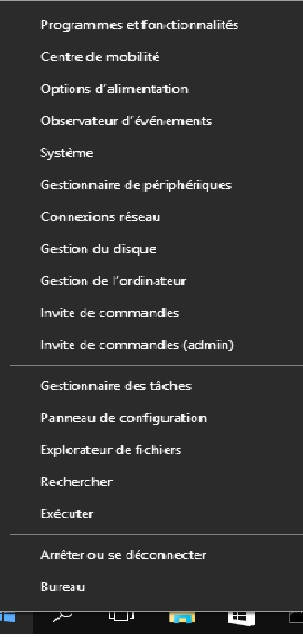 Programmes et fonctionnalités
Centre de mobilité
Options d'alimentation
Observateur d'événements
Système
Gestionnaire de périphériques
Connexions réseau
Gestion du disque
Gestion de l'ordinateur
Invite de commandes
Invite de commandes (admin)
Gestionnaire des tâches
Panneau de configuration
Explorateur de fichiers
Rechercher
Exécuter
Arrêter ou se déconnecter
Bureau